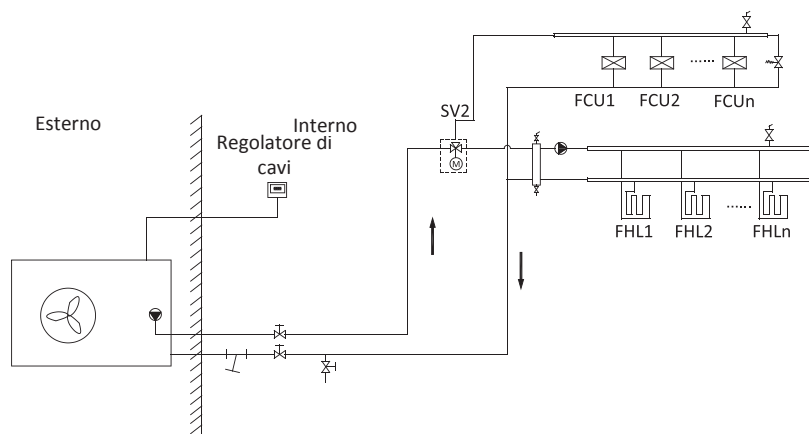 FCU1
FCU2
......
FCUn
SV2
Esterno
Interno
Regolatore di
cavi
M
FHL1
FHL2
......
FHLn